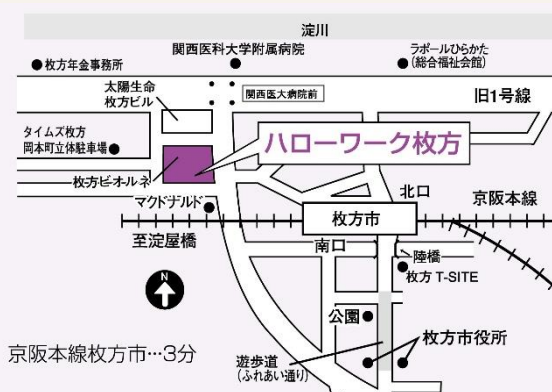 淀川
関西医科大学附属病院
ラポールひらかた
(総合福祉会館)
枚方年金事務所
太陽生命
枚方ビル
関西医大病院前
旧1号線
タイムズ枚方
岡本町立体駐車場
ハローワーク枚方
枚方ビオルネ
マクドナルド
北口
枚方市
京阪本線
至淀屋橋
南口
陸橋
枚方 T-SITE
N
公園
京阪本線枚方市…3分
遊歩道
(ふれあい通り)
枚方市役所